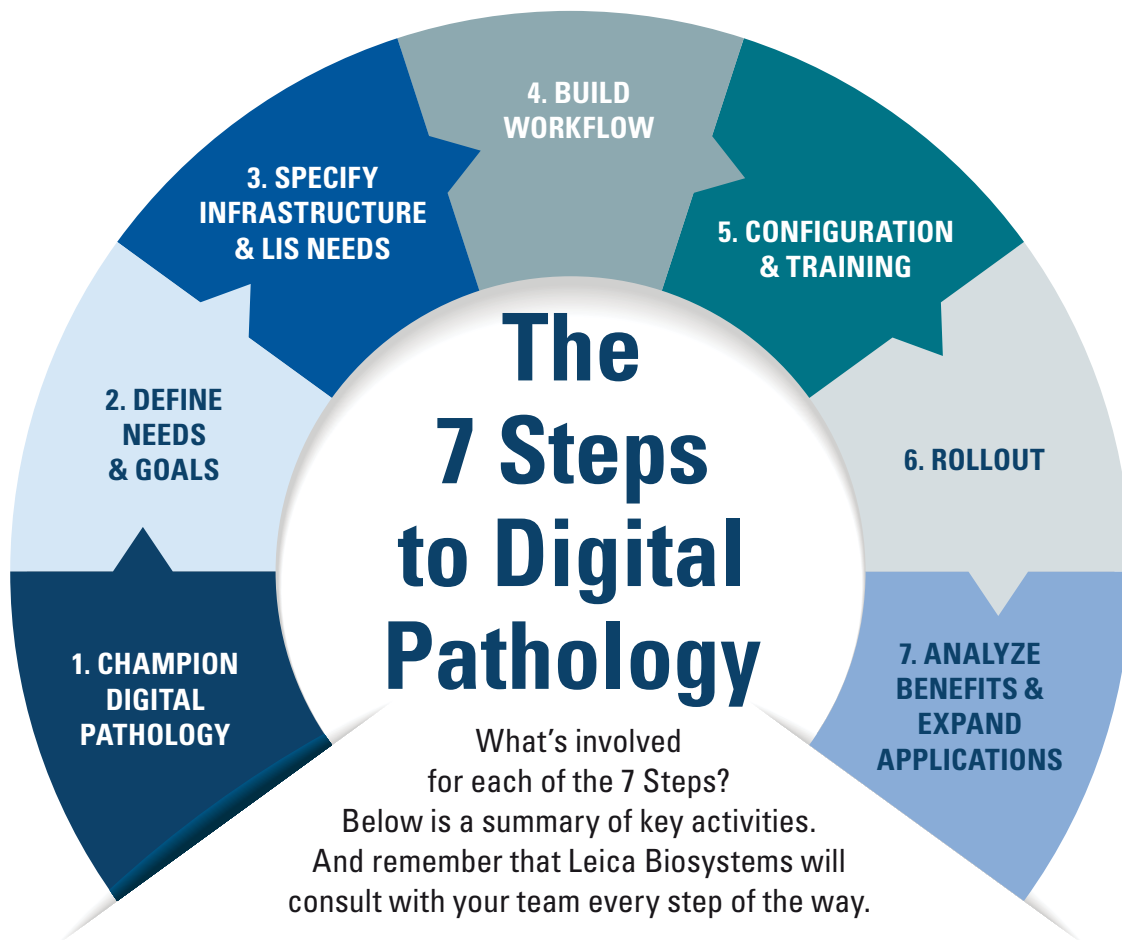 The
7 Steps
to Digital
Pathology
1. CHAMPION
DIGITAL
PATHOLOGY
2. DEFINE
NEEDS
& GOALS
3. SPECIFY
INFRASTRUCTURE
& LIS NEEDS
4. BUILD
WORKFLOW
5. CONFIGURATION
& TRAINING
6. ROLLOUT
7. ANALYZE
BENEFITS &
EXPAND
APPLICATIONS
What's involved
for each of the 7 Steps?
Below is a summary of key activities.
And remember that Leica Biosystems will
consult with your team every step of the way.